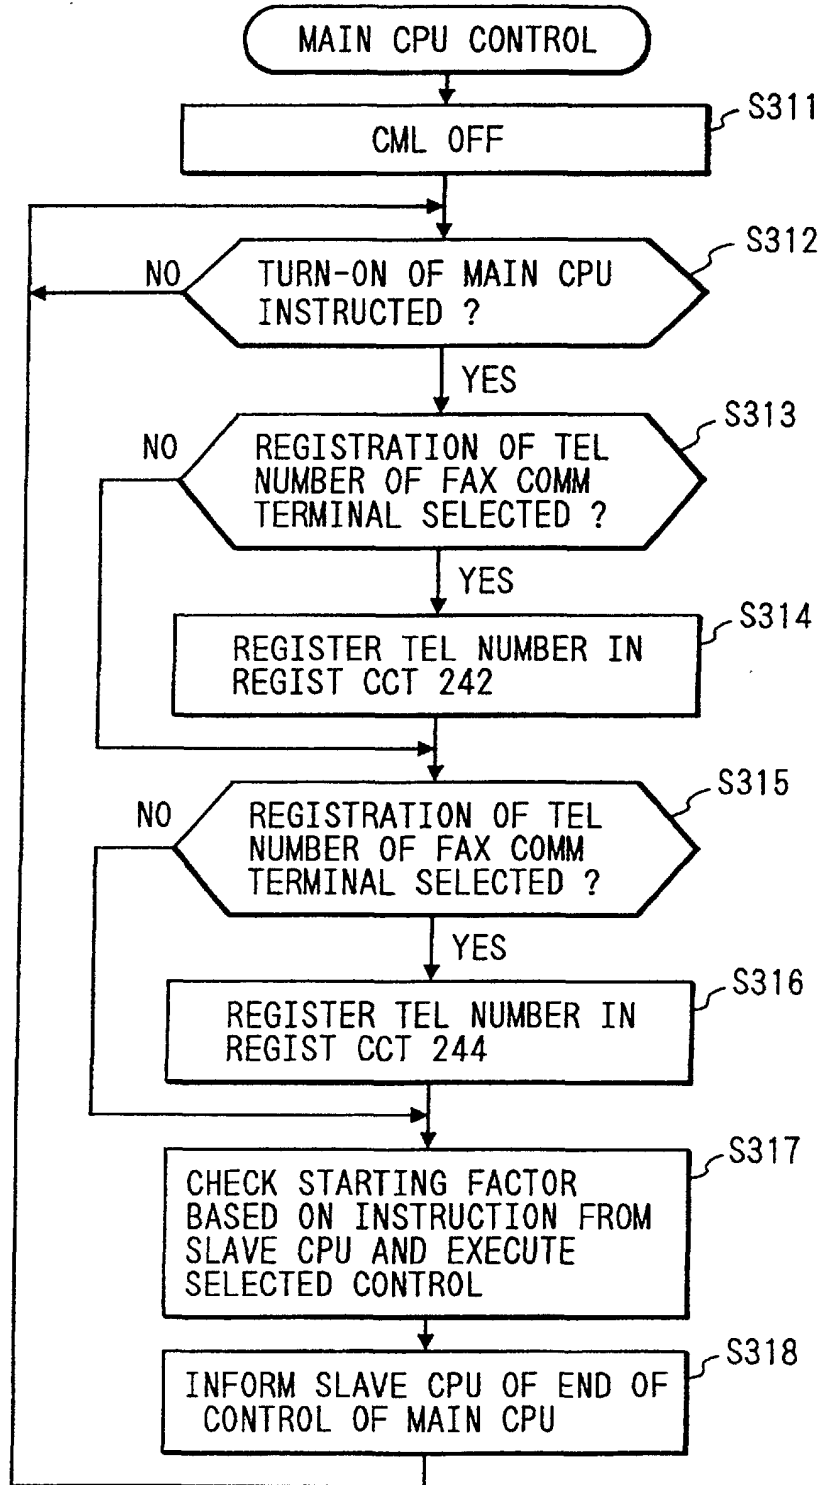 MAIN CPU CONTROL
S311
CML OFF
S312
NO
TURN-ON OF MAIN CPU
INSTRUCTED ?
YES
S313
NO
REGISTRATION OF TEL
NUMBER OF FAX COMM
TERMINAL SELECTED ?
YES
S314
REGISTER TEL NUMBER IN
REGIST CCT 242
S315
NO
REGISTRATION OF TEL
NUMBER OF FAX COMM
TERMINAL SELECTED ?
YES
S316
REGISTER TEL NUMBER IN
REGIST CCT 244
S317
CHECK STARTING FACTOR
BASED ON INSTRUCTION FROM
SLAVE CPU AND EXECUTE
SELECTED CONTROL
S318
INFORM SLAVE CPU OF END OF
CONTROL OF MAIN CPU